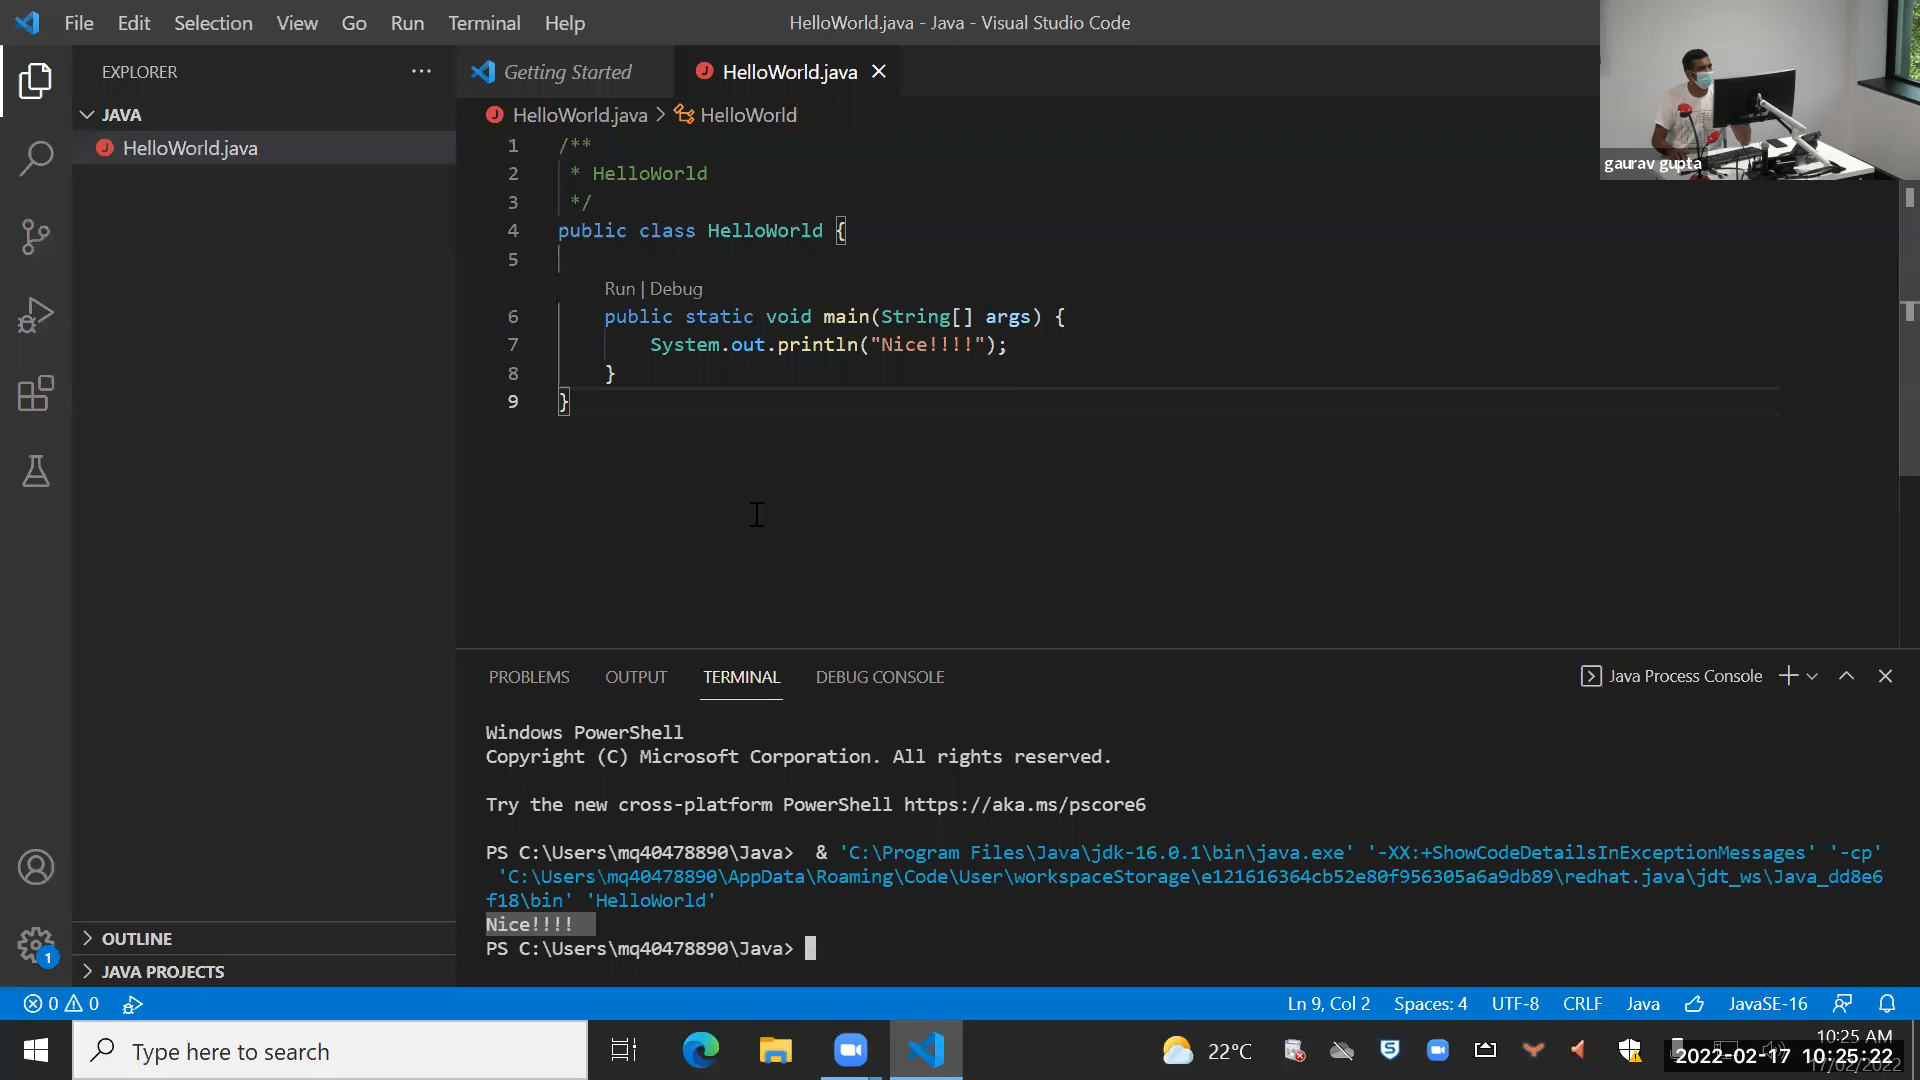 File Edit Selection View Go Run Terminal Help
HelloWorld.java - Java - Visual Studio Code
EXPLORER
JAVA
HelloWorld.java
OUTLINE
JAVA PROJECTS
1
Getting Started
HelloWorld.java
HelloWorld.java > HelloWorld
1 /**
2 * HelloWorld
3 */
4 public class HelloWorld {
5
Run | Debug
6 public static void main(String[] args) {
7 System.out.println("Nice!!!!");
8 }
9 }
gaurav gupta
PROBLEMS OUTPUT TERMINAL DEBUG CONSOLE
Java Process Console
Windows PowerShell
Copyright (C) Microsoft Corporation. All rights reserved.
Try the new cross-platform PowerShell https://aka.ms/pscore6
PS C:\Users\mq40478890\Java>  & 'C:\Program Files\Java\jdk-16.0.1\bin\java.exe' '-XX:+ShowCodeDetailsInExceptionMessages' '-cp'
'C:\Users\mq40478890\AppData\Roaming\Code\User\workspaceStorage\e121616364cb52e80f956305a6a9db89\redhat.java\jdt_ws\Java_dd8e6
f18\bin' 'HelloWorld'
Nice!!!!
PS C:\Users\mq40478890\Java>
0 0
Ln 9, Col 2 Spaces: 4 UTF-8 CRLF Java JavaSE-16
Type here to search
22°C
10:25 AM
2022-02-17 10:25:22
17/02/2022